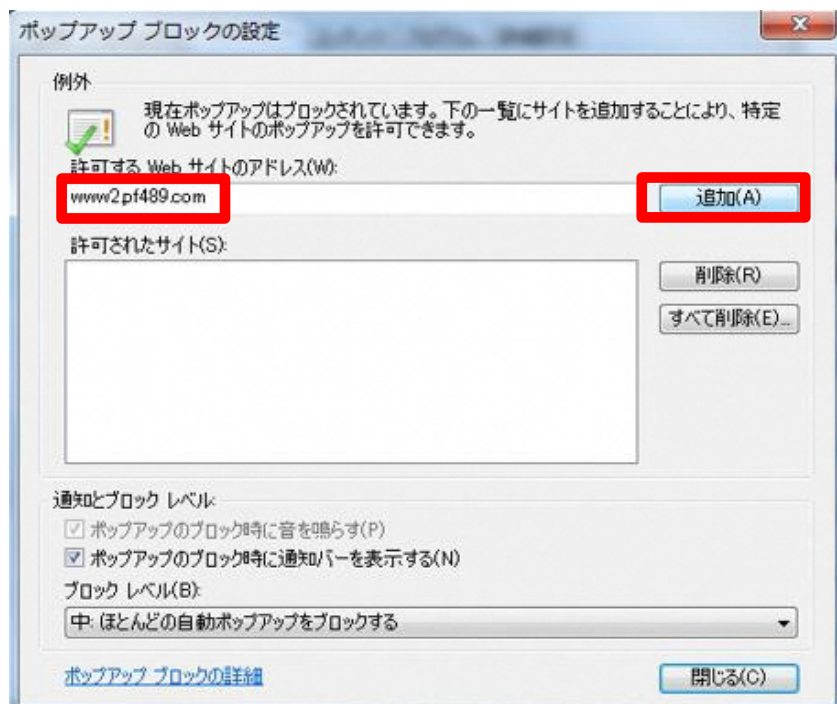 ポップアップ ブロックの設定
例外
現在ポップアップはブロックされています。下の一覧にサイトを追加することにより、特定
の Web サイトのポップアップを許可できます。
許可する Web サイトのアドレス(W):
www2.pf489.com
追加(A)
許可されたサイト(S):
削除(R)
すべて削除(E)...
通知とブロック レベル:
ポップアップのブロック時に音を鳴らす(P)
ポップアップのブロック時に通知バーを表示する(N)
ブロック レベル(B):
中: ほとんどの自動ポップアップをブロックする
ポップアップ ブロックの詳細
閉じる(C)